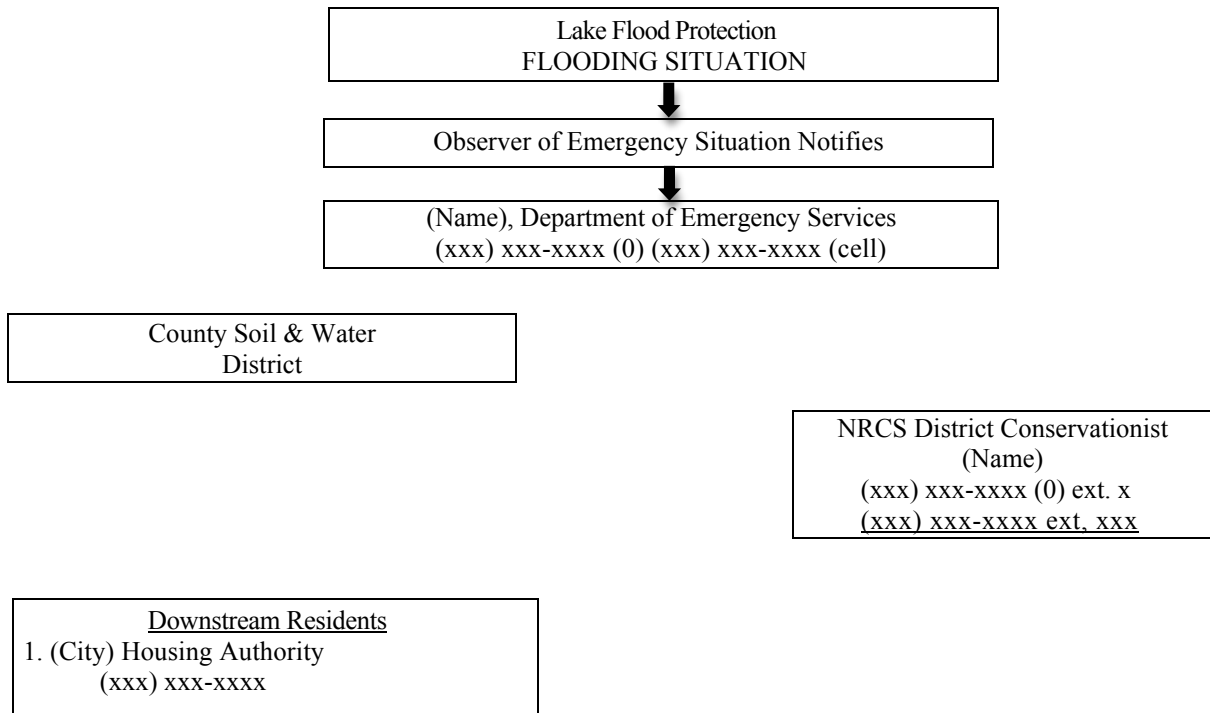 Lake Flood Protection
FLOODING SITUATION
Observer of Emergency Situation Notifies
(Name), Department of Emergency Services
(xxx) xxx-xxxx (0) (xxx) xxx-xxxx (cell)
County Soil & Water
District
NRCS District Conservationist
(Name)
(xxx) xxx-xxxx (0) ext. x
(xxx) xxx-xxxx ext, xxx
Downstream Residents
1. (City) Housing Authority
(xxx) xxx-xxxx